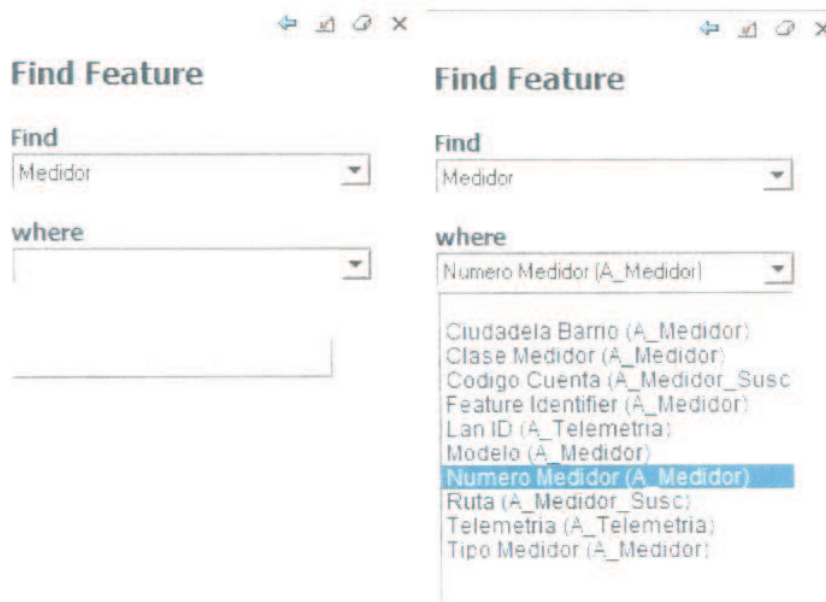 Find Feature
Find
Medidor
where
Find Feature
Find
Medidor
where
Numero Medidor (A_Medidor)
Ciudadela Barrio (A_Medidor)
Clase Medidor (A_Medidor)
Codigo Cuenta (A_Medidor_Susc
Feature Identifier (A_Medidor)
Lan ID (A_Telemetria)
Modelo (A_Medidor)
Numero Medidor (A_Medidor)
Ruta (A_Medidor_Susc)
Telemetria (A_Telemetria)
Tipo Medidor (A_Medidor)